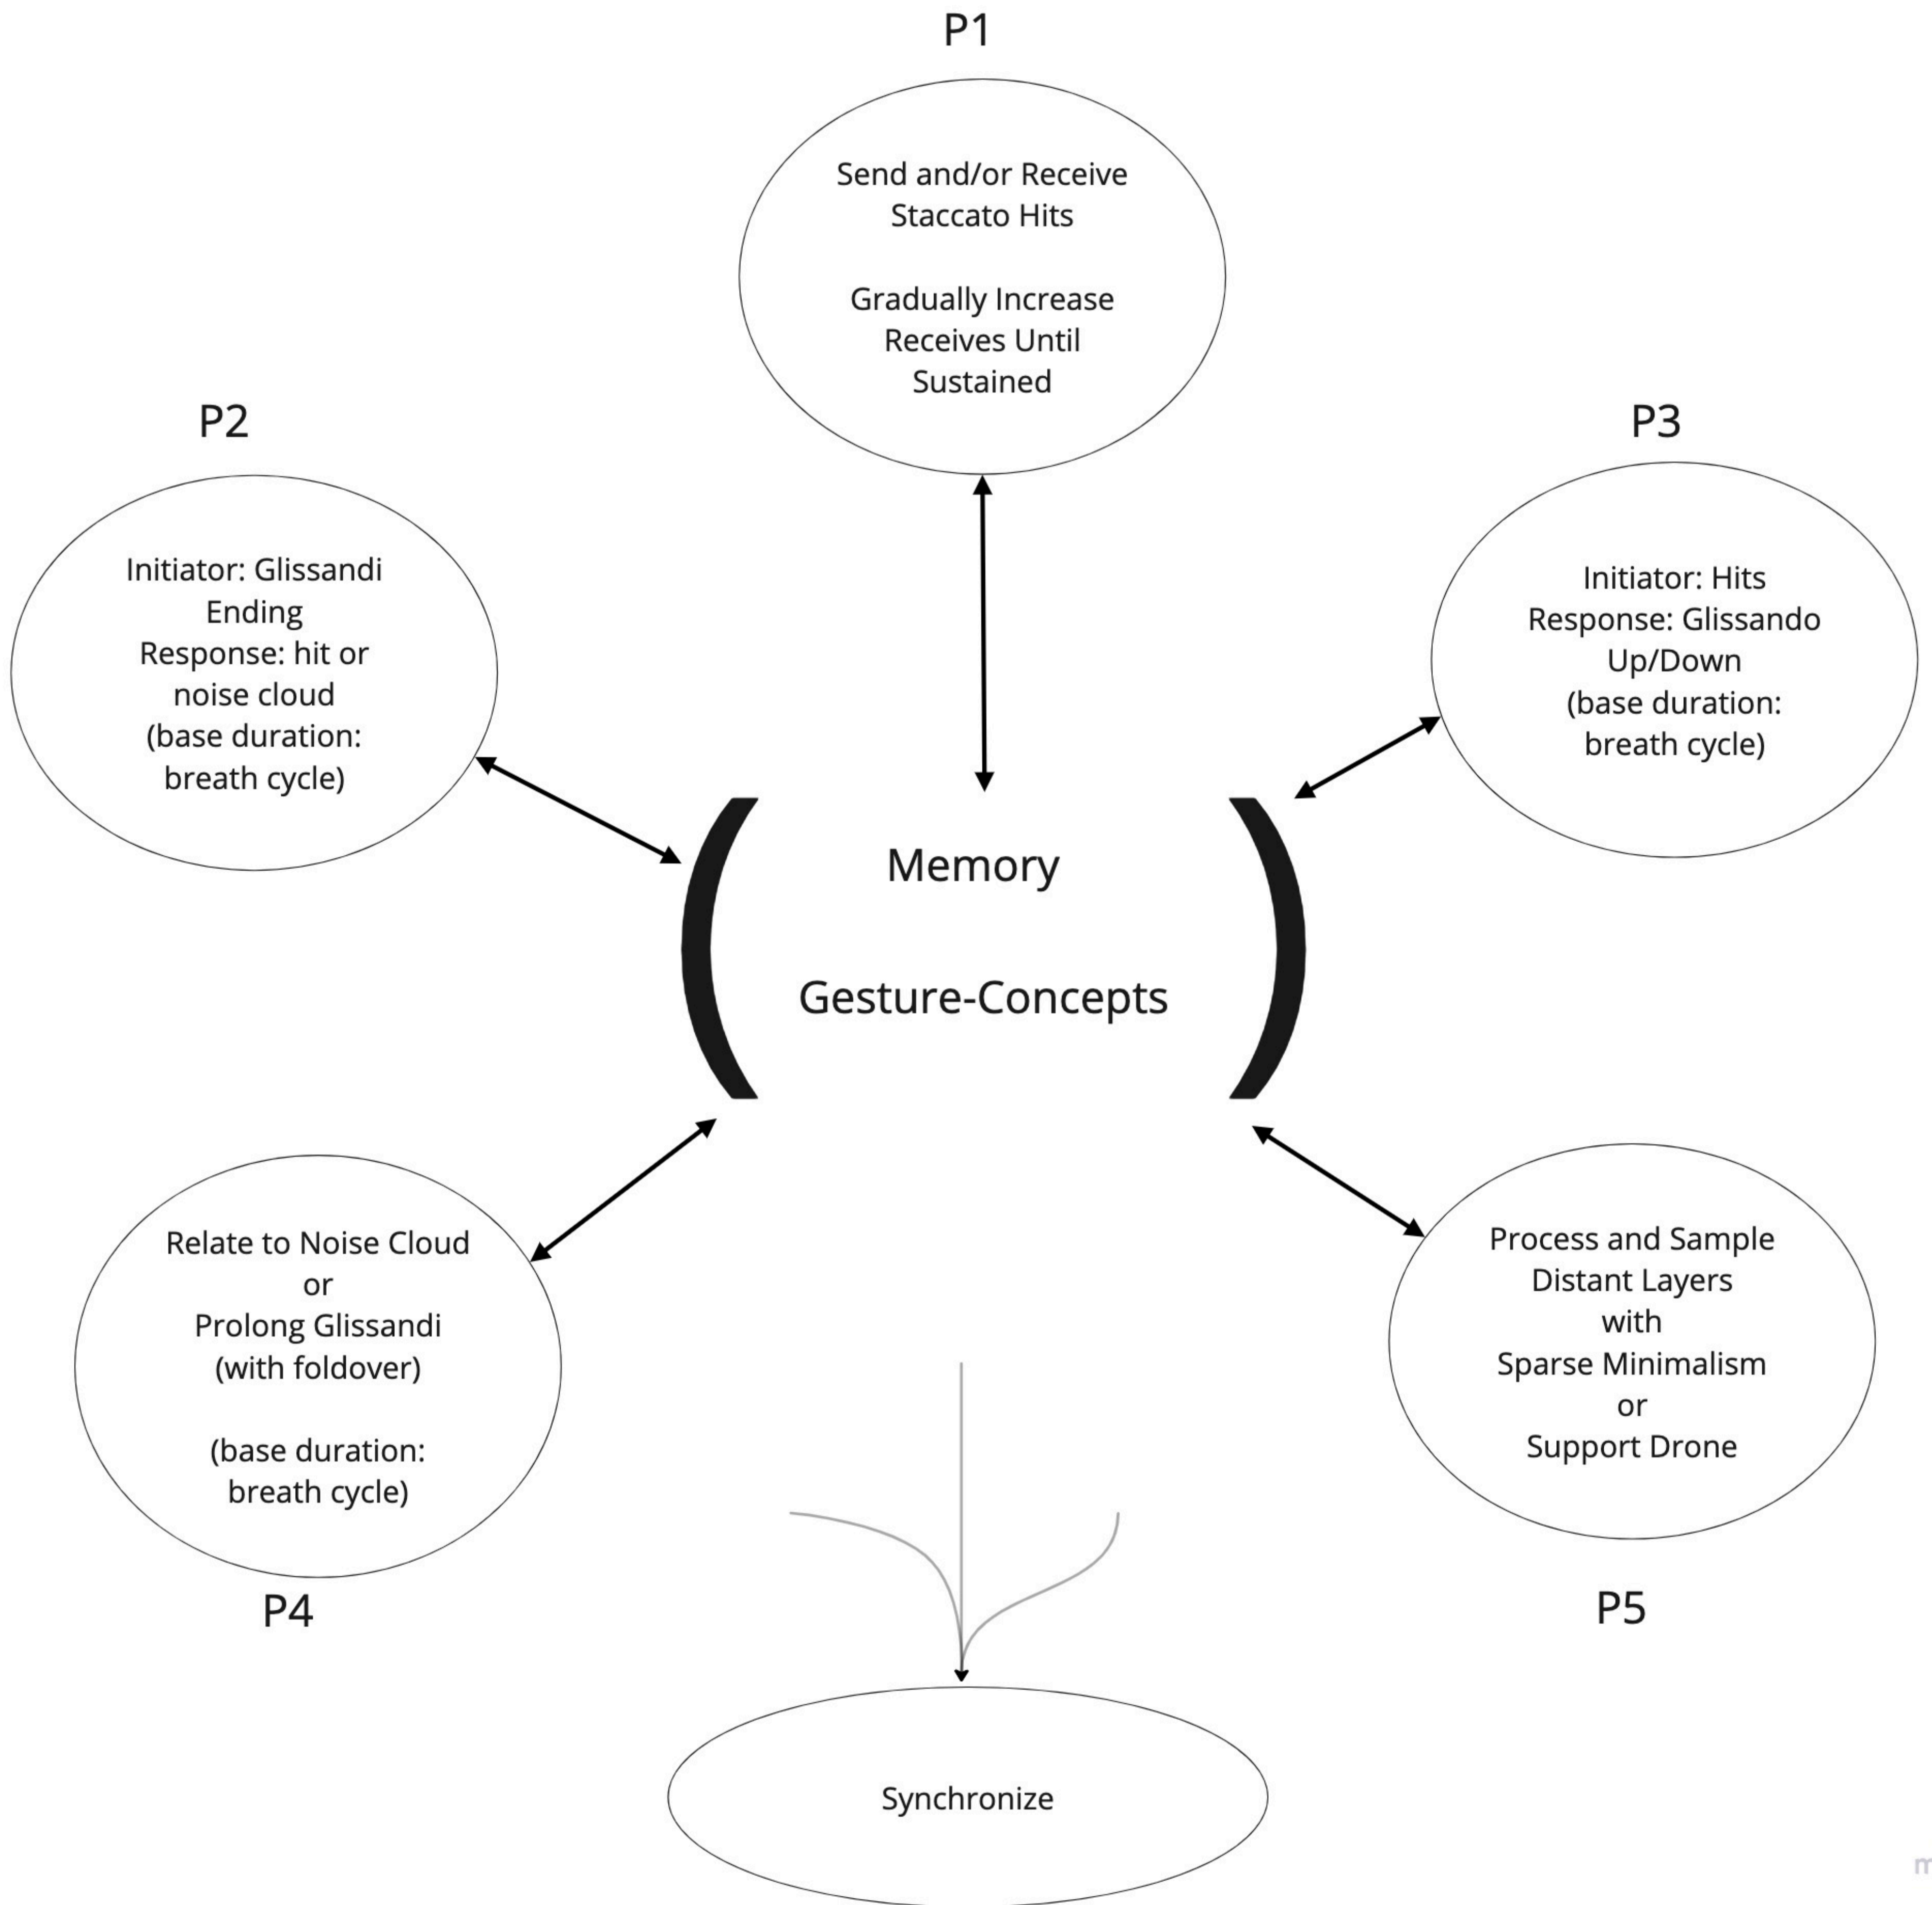 P1
Send and/or Receive
Staccato Hits
Gradually Increase
Receives Until
Sustained
P2
Initiator: Glissandi
Ending
Response: hit or
noise cloud
(base duration:
breath cycle)
P3
Initiator: Hits
Response: Glissando
Up/Down
(base duration:
breath cycle)
Memory
Gesture-Concepts
Relate to Noise Cloud
or
Prolong Glissandi
(with foldover)
(base duration:
breath cycle)
P4
Process and Sample
Distant Layers
with
Sparse Minimalism
or
Support Drone
P5
Synchronize